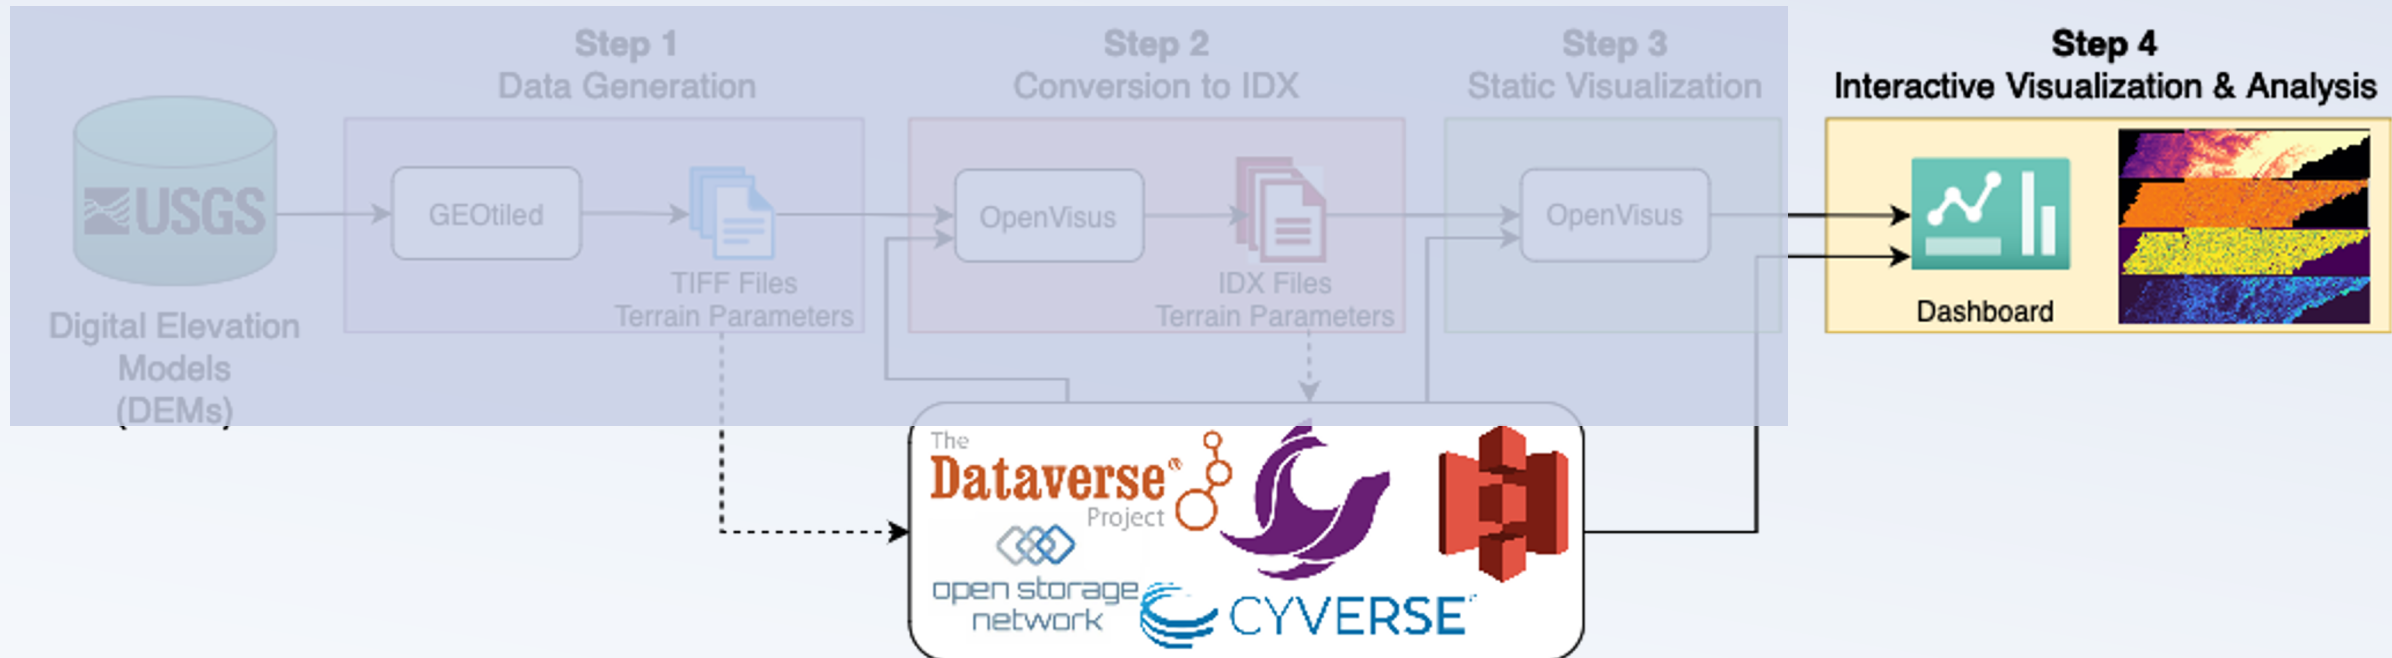 Step 1
Data Generation
Step 2
Conversion to IDX
Step 3
Static Visualization
Step 4
Interactive Visualization & Analysis
USGS
GEOtiled
OpenVisus
OpenVisus
TIFF Files
Terrain Parameters
IDX Files
Terrain Parameters
Dashboard
Digital Elevation
Models
(DEMs)
The
Dataverse®
Project
open storage
network
CYVERSE